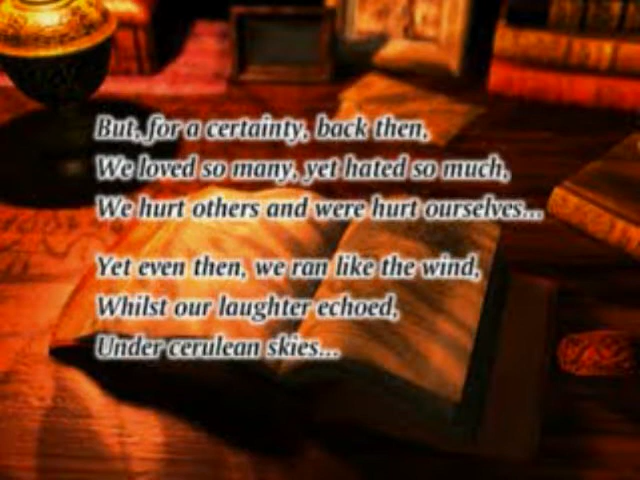 But, for a certainty, back then,
We loved so many, yet hated so much,
We hurt others and were hurt ourselves...
Yet even then, we ran like the wind,
Whilst our laughter echoed,
Under cerulean skies...